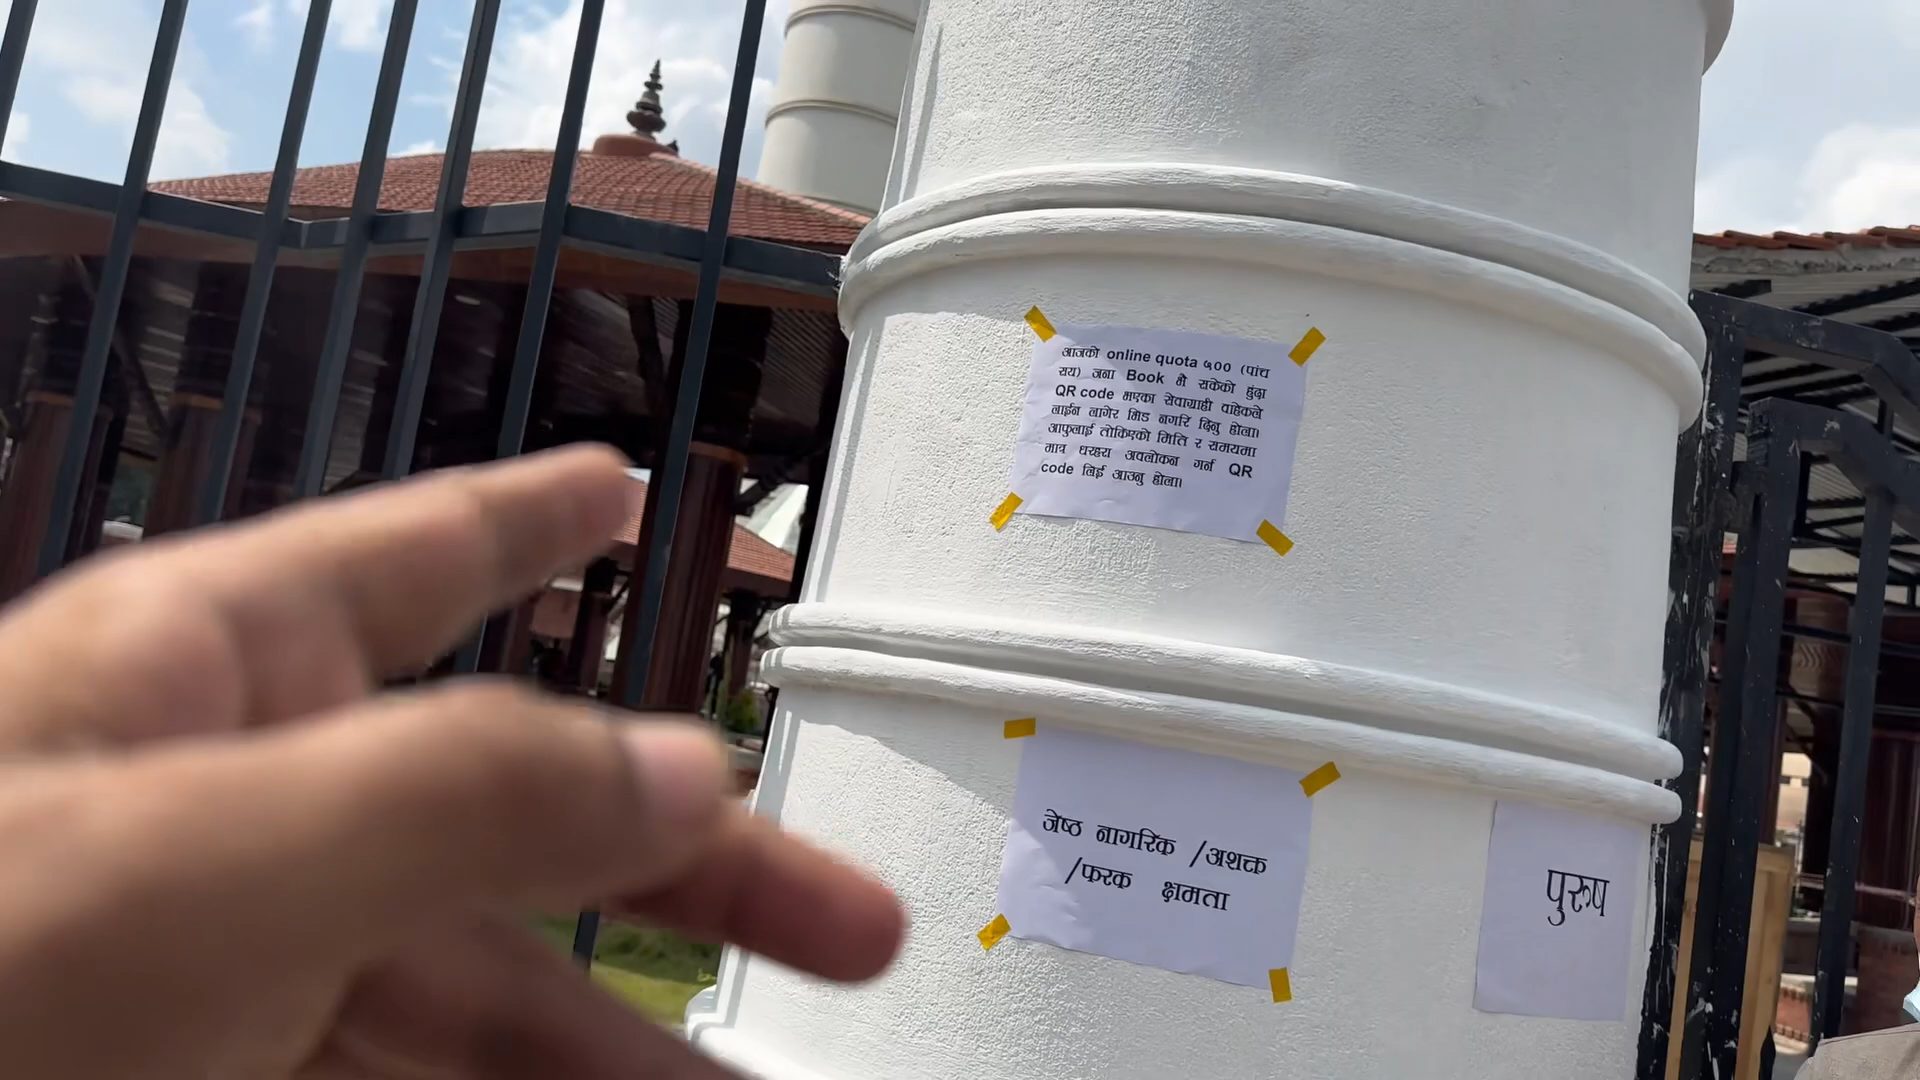 आजको online quota ५०० (पांच
सय) जना Book भै सकेको हुंदा
QR code भएका सेवाग्राही वाहेकले
लाईन लागेर भिड नगरि दिनु होला।
आफुलाई तोकिएको मिति र समयमा
मात्र धरहरा अवलोकन गर्न QR
code लिई आउनु होला।
जेष्ठ नागरिक /अशक्त
/फरक क्षमता
पुरूष